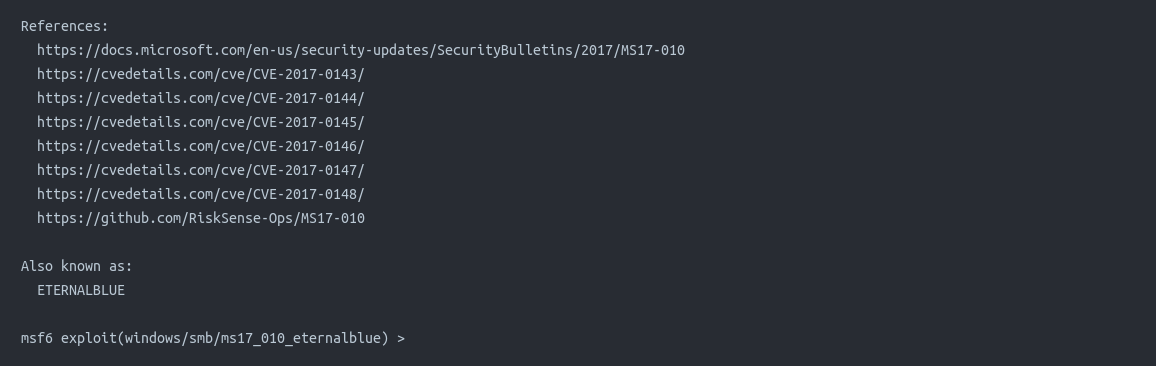 References:
https://docs.microsoft.com/en-us/security-updates/SecurityBulletins/2017/MS17-010
https://cvedetails.com/cve/CVE-2017-0143/
https://cvedetails.com/cve/CVE-2017-0144/
https://cvedetails.com/cve/CVE-2017-0145/
https://cvedetails.com/cve/CVE-2017-0146/
https://cvedetails.com/cve/CVE-2017-0147/
https://cvedetails.com/cve/CVE-2017-0148/
https://github.com/RiskSense-Ops/MS17-010
Also known as:
ETERNALBLUE
msf6 exploit(windows/smb/ms17_010_eternalblue) >